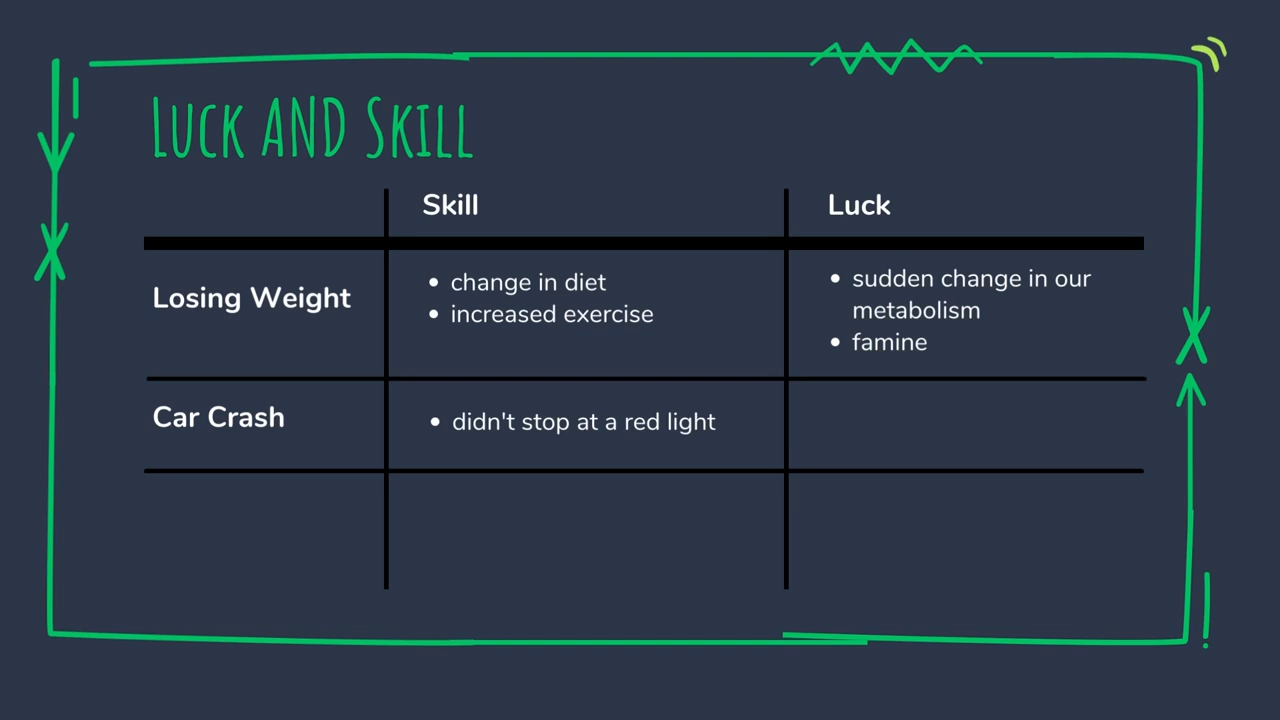 Luck AND Skill
Skill
Luck
Losing Weight
• change in diet
• increased exercise
• sudden change in our
metabolism
• famine
Car Crash
• didn't stop at a red light